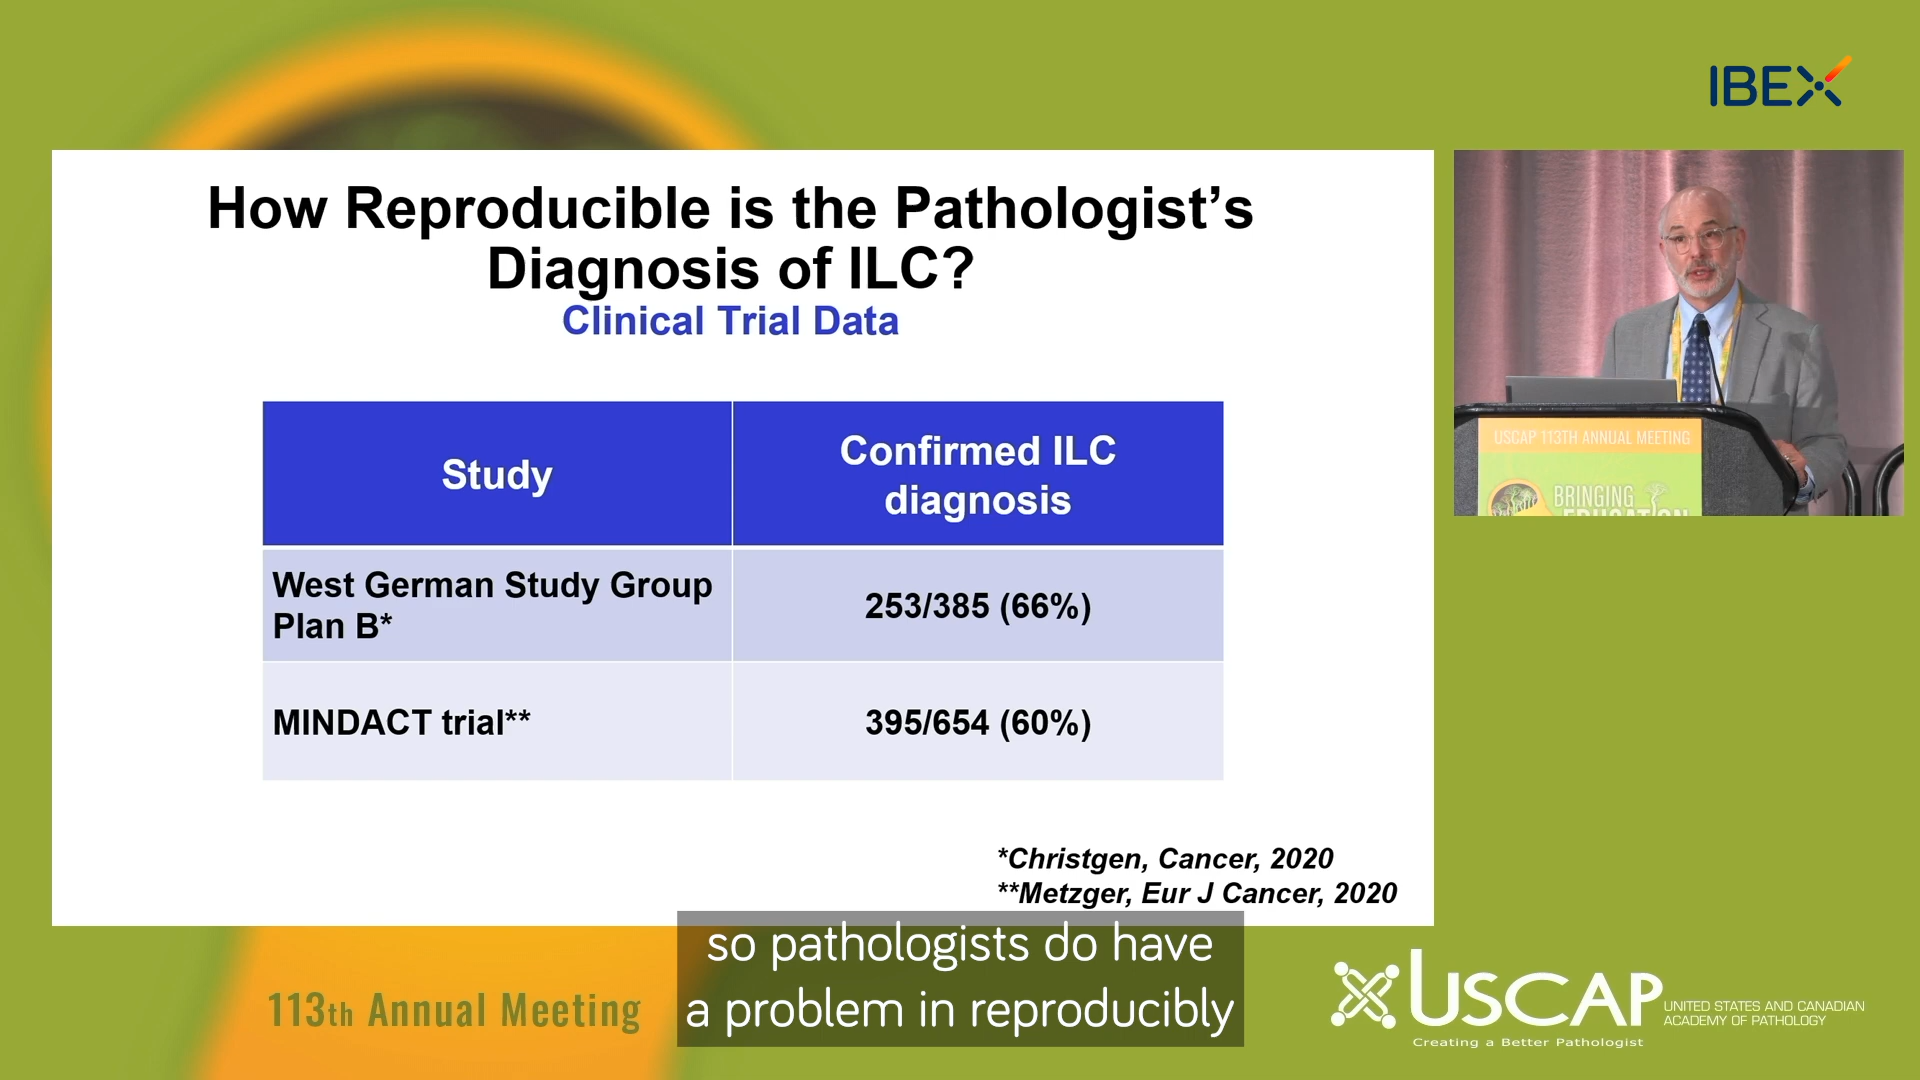 IBEX
How Reproducible is the Pathologist's
Diagnosis of ILC?
Clinical Trial Data
Study
Confirmed ILC
diagnosis
West German Study Group
Plan B*
253/385 (66%)
MINDACT trial**
395/654 (60%)
*Christgen, Cancer, 2020
**Metzger, Eur J Cancer, 2020
USCAP 113TH ANNUAL MEETING
BRINGING
EDUCATION
so pathologists do have
a problem in reproducibly
113th Annual Meeting
USCAP
UNITED STATES AND CANADIAN
ACADEMY OF PATHOLOGY
Creating a Better Pathologist